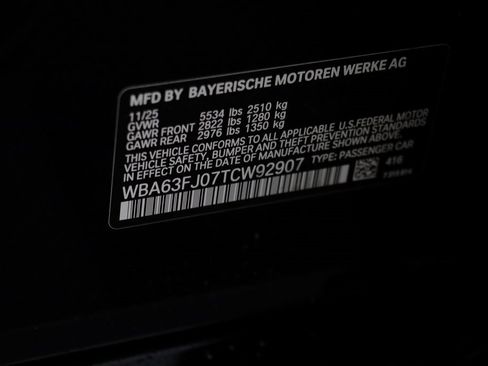 MFD BY BAYERISCHE MOTOREN WERKE AG
11/25
GVWR 5534 lbs 2510 kg
GAWR FRONT 2822 lbs 1280 kg
GAWR REAR 2976 lbs 1350 kg
THIS VEHICLE CONFORMS TO ALL APPLICABLE U.S. FEDERAL MOTOR
VEHICLE SAFETY, BUMPER AND THEFT PREVENTION STANDARDS
IN EFFECT ON THE DATE OF MANUFACTURE SHOWN ABOVE.
WBA63FJ07TCW92907 TYPE: PASSENGER CAR
416